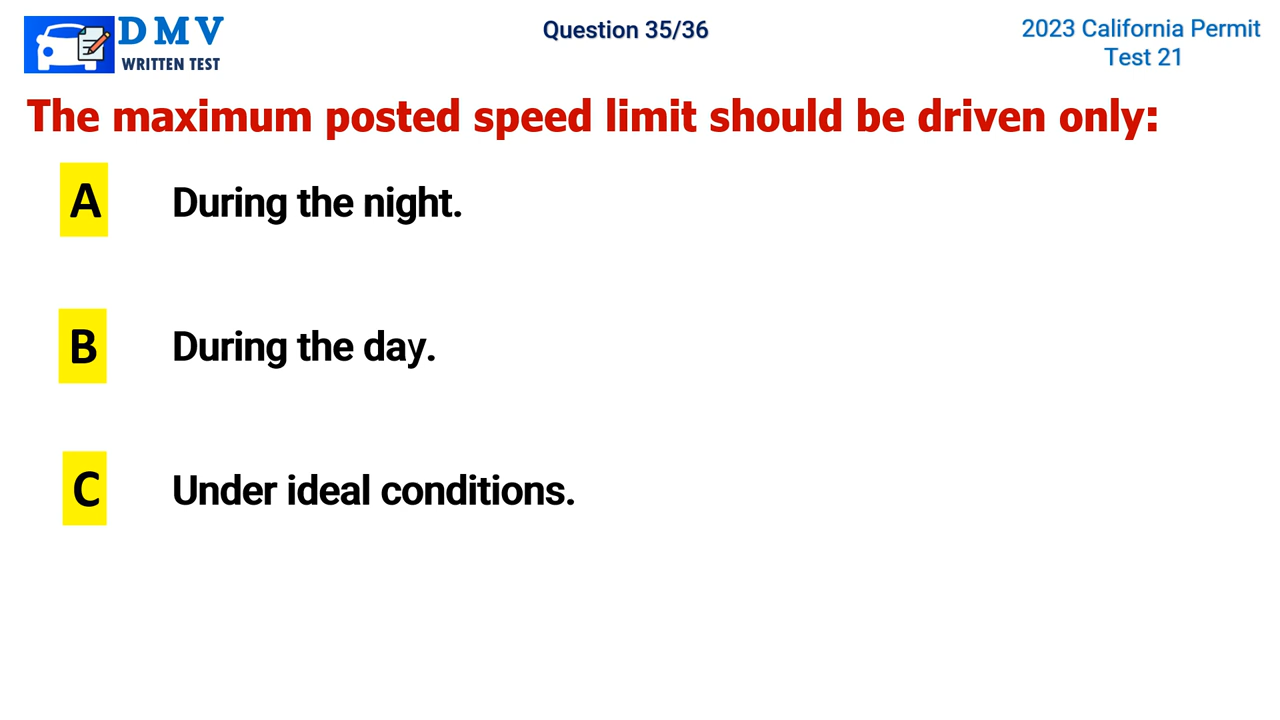 DMV
WRITTEN TEST
Question 35/36
2023 California Permit
Test 21
The maximum posted speed limit should be driven only:
A During the night.
B During the day.
C Under ideal conditions.